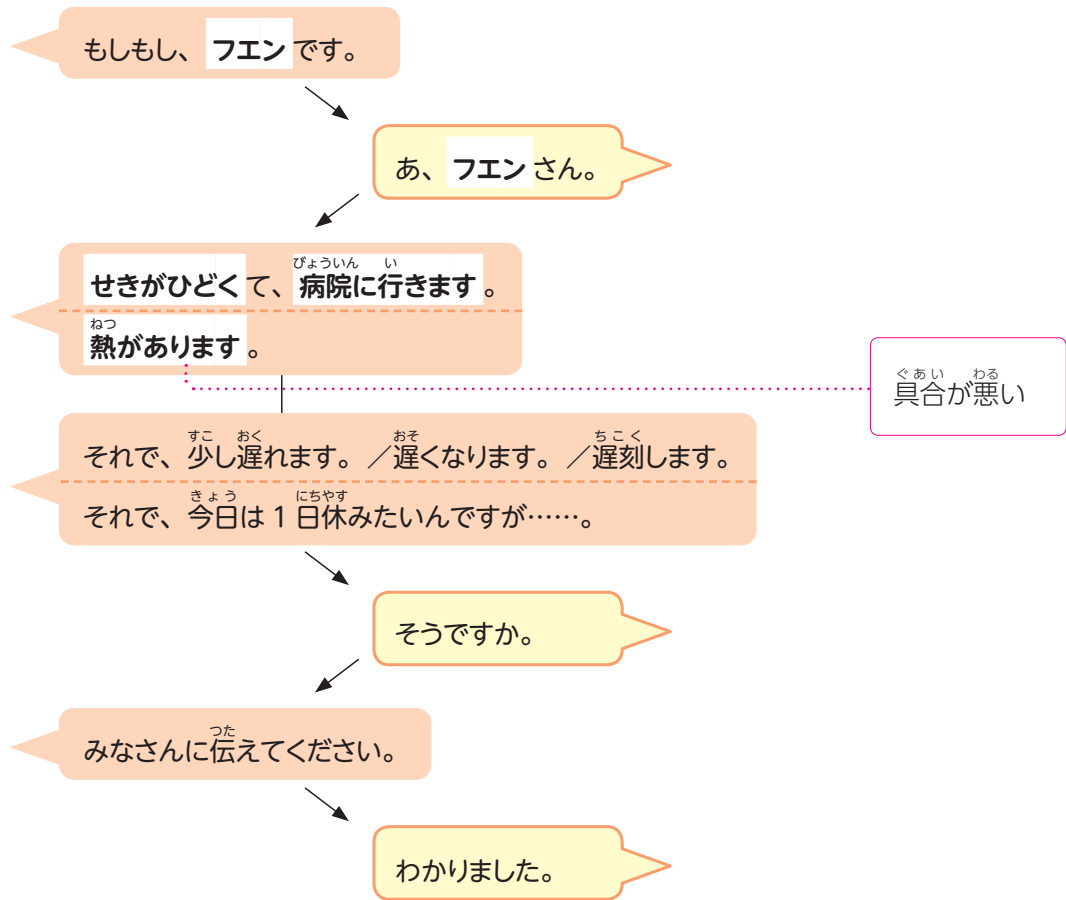 もしもし、フエンです。
あ、フエンさん。
びょういん い
せきがひどくて、病院に行きます。
ねつ
熱があります。
ぐあい わる
具合が悪い
すこ おく おそ ちこく
それで、少し遅れます。／遅くなります。／遅刻します。
きょう にちやす
それで、今日は1日休みたいんですが……。
そうですか。
つた
みなさんに伝えてください。
わかりました。